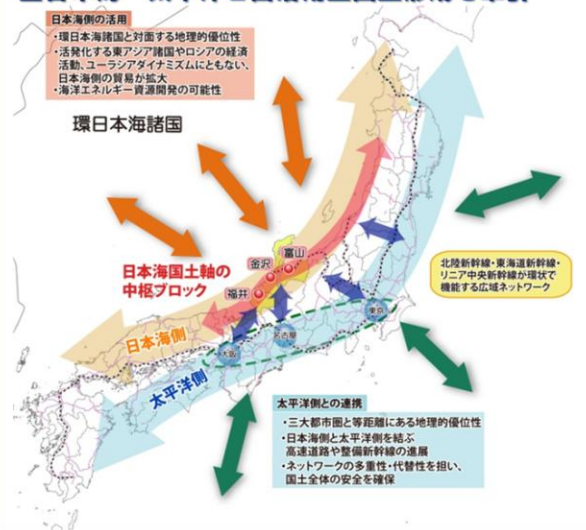 日本海側の活用
・環日本海諸国と対面する地理的優位性
・活発化する東アジア諸国やロシアの経済
活動、ユーラシアダイナミズムにともない、
日本海側の貿易が拡大
・海洋エネルギー資源開発の可能性
環日本海諸国
富山
金沢
福井
日本海国土軸の
中枢ブロック
北陸新幹線・東海道新幹線・
リニア中央新幹線が環状で
機能する広域ネットワーク
東京
名古屋
大阪
日本海側
太平洋側
太平洋側との連携
・三大都市圏と等距離にある地理的優位性
・日本海側と太平洋側を結ぶ
高速道路や整備新幹線の進展
・ネットワークの多重性・代替性を担い、
国土全体の安全を確保